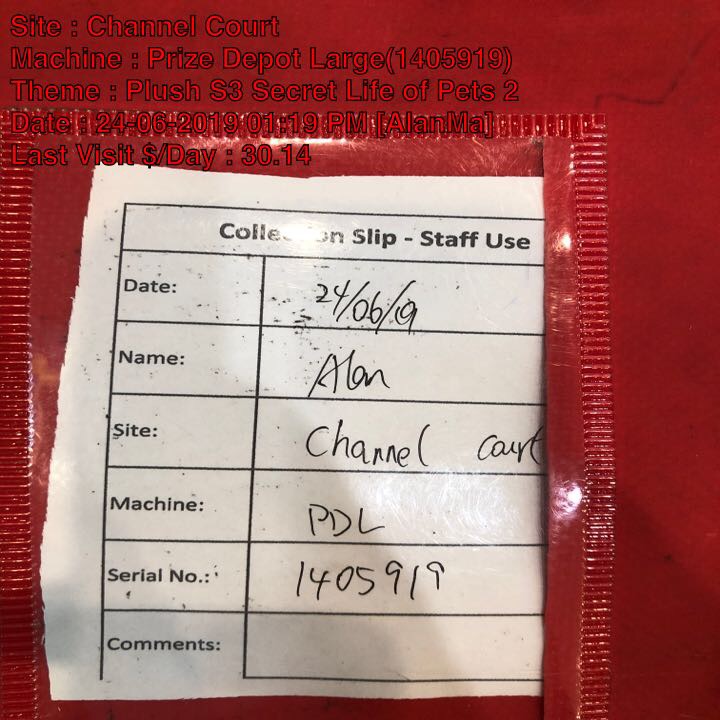 Site : Channel Court
Machine : Prize Depot Large(1405919)
Theme : Plush S3 Secret Life of Pets 2
Date : 24-06-2019 01:19 PM [AlanMa]
Last Visit $/Day : 30.14
Collection Slip - Staff Use
Date: 24/06/19
Name: Alan
Site: Channel Court
Machine: PDL
Serial No.: 1405919
Comments: